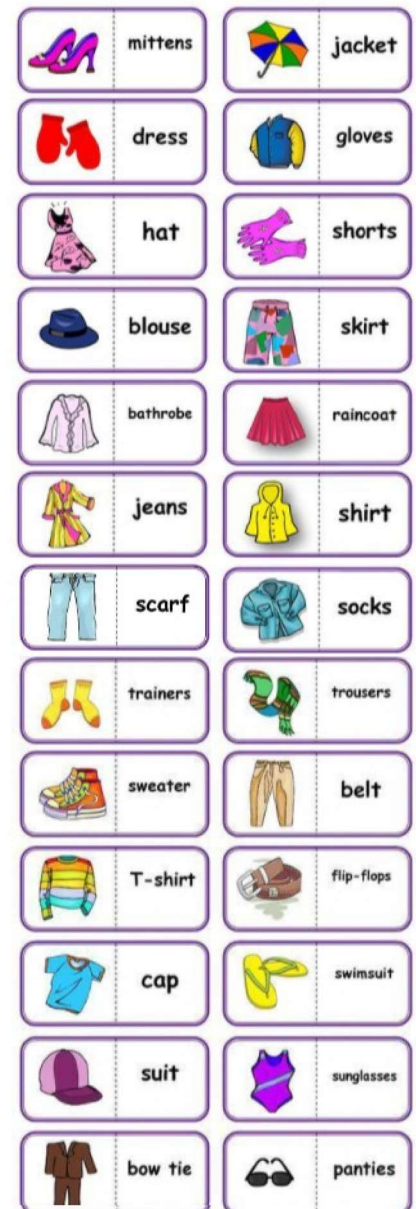 mittens
jacket
dress
gloves
hat
shorts
blouse
skirt
bathrobe
raincoat
jeans
shirt
scarf
socks
trainers
trousers
sweater
belt
T-shirt
flip-flops
cap
swimsuit
suit
sunglasses
bow tie
panties